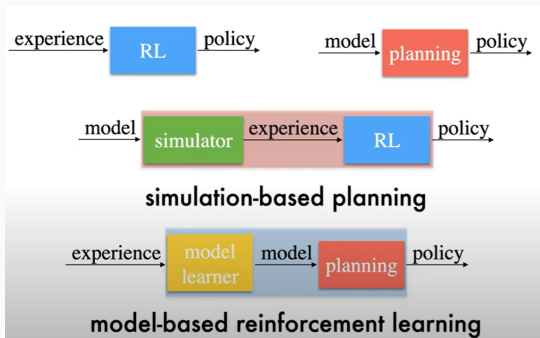 experience RL policy
model planning policy
model simulator experience RL policy
simulation-based planning
experience model learner model planning policy
model-based reinforcement learning